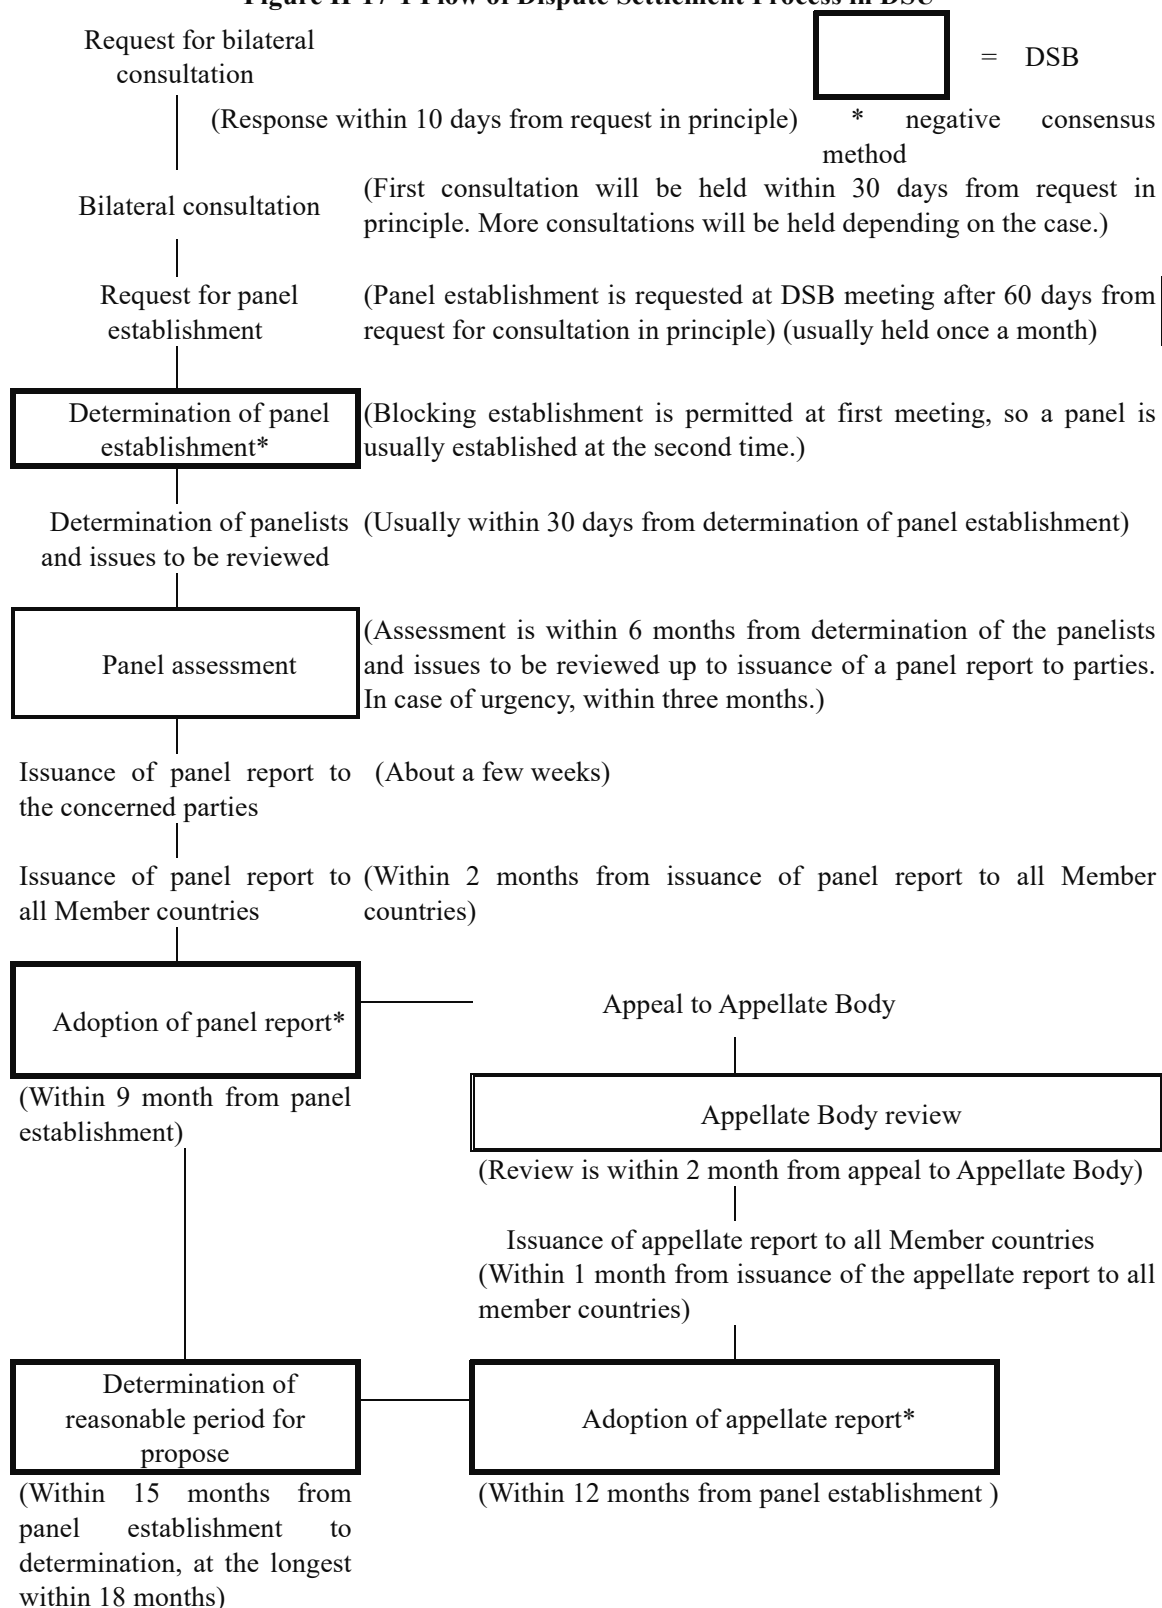 Figure II-17-1 Flow of Dispute Settlement Process in DSU
Request for bilateral
consultation
= DSB
(Response within 10 days from request in principle)
* negative consensus
method
Bilateral consultation
(First consultation will be held within 30 days from request in
principle. More consultations will be held depending on the case.)
Request for panel
establishment
(Panel establishment is requested at DSB meeting after 60 days from
request for consultation in principle) (usually held once a month)
Determination of panel
establishment*
(Blocking establishment is permitted at first meeting, so a panel is
usually established at the second time.)
Determination of panelists
and issues to be reviewed
(Usually within 30 days from determination of panel establishment)
Panel assessment
(Assessment is within 6 months from determination of the panelists
and issues to be reviewed up to issuance of a panel report to parties.
In case of urgency, within three months.)
Issuance of panel report to
the concerned parties
(About a few weeks)
Issuance of panel report to
all Member countries
(Within 2 months from issuance of panel report to all Member
countries)
Adoption of panel report*
Appeal to Appellate Body
(Within 9 month from panel
establishment)
Appellate Body review
(Review is within 2 month from appeal to Appellate Body)
Issuance of appellate report to all Member countries
(Within 1 month from issuance of the appellate report to all
member countries)
Determination of
reasonable period for
propose
Adoption of appellate report*
(Within 15 months from
panel establishment to
determination, at the longest
within 18 months)
(Within 12 months from panel establishment )